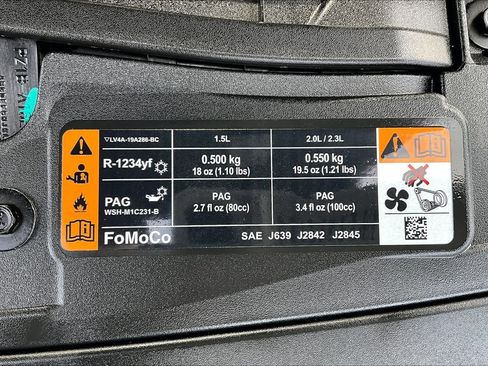 ▽LV4A-19A286-BC 1.5L 2.0L / 2.3L
R-1234yf 0.500 kg 0.550 kg
18 oz (1.10 lbs) 19.5 oz (1.21 lbs)
PAG PAG PAG
WSH-M1C231-B 2.7 fl oz (80cc) 3.4 fl oz (100cc)
FoMoCo SAE J639 J2842 J2845